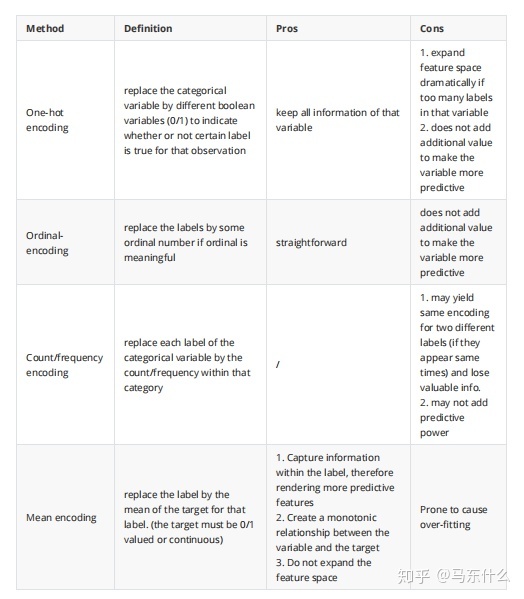 Method Definition Pros Cons
One-hot
encoding
replace the categorical
variable by different boolean
variables (0/1) to indicate
whether or not certain label
is true for that observation
keep all information of that
variable
1. expand
feature space
dramatically if
too many labels
in that variable
2. does not add
additional value
to make the
variable more
predictive
Ordinal-
encoding
replace the labels by some
ordinal number if ordinal is
meaningful
straightforward
does not add
additional value
to make the
variable more
predictive
Count/frequency
encoding
replace each label of the
categorical variable by the
count/frequency within that
category
/
1. may yield
same encoding
for two different
labels (if they
appear same
times) and lose
valuable info.
2. may not add
predictive
power
Mean encoding
replace the label by the
mean of the target for that
label. (the target must be 0/1
valued or continuous)
1. Capture information
within the label, therefore
rendering more predictive
features
2. Create a monotonic
relationship between the
variable and the target
3. Do not expand the
feature space
Prone to cause
over-fitting
知乎 @马东什么